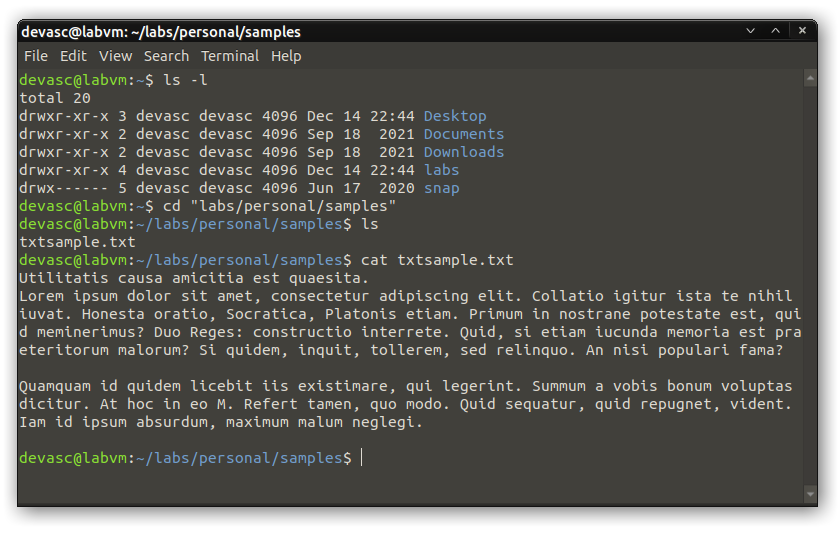 devasc@labvm: ~/labs/personal/samples
File Edit View Search Terminal Help
devasc@labvm:~$ ls -l
total 20
drwxr-xr-x 3 devasc devasc 4096 Dec 14 22:44 Desktop
drwxr-xr-x 2 devasc devasc 4096 Sep 18  2021 Documents
drwxr-xr-x 2 devasc devasc 4096 Sep 18  2021 Downloads
drwxr-xr-x 4 devasc devasc 4096 Dec 14 22:44 labs
drwx------ 5 devasc devasc 4096 Jun 17  2020 snap
devasc@labvm:~$ cd "labs/personal/samples"
devasc@labvm:~/labs/personal/samples$ ls
txtsample.txt
devasc@labvm:~/labs/personal/samples$ cat txtsample.txt
Utilitatis causa amicitia est quaesita.
Lorem ipsum dolor sit amet, consectetur adipiscing elit. Collatio igitur ista te nihil
iuvat. Honesta oratio, Socratica, Platonis etiam. Primum in nostrane potestate est, qui
d meminerimus? Duo Reges: constructio interrete. Quid, si etiam iucunda memoria est pra
eteritorum malorum? Si quidem, inquit, tollerem, sed relinquo. An nisi populari fama?

Quamquam id quidem licebit iis existimare, qui legerint. Summum a vobis bonum voluptas
dicitur. At hoc in eo M. Refert tamen, quo modo. Quid sequatur, quid repugnet, vident.
Iam id ipsum absurdum, maximum malum neglegi.

devasc@labvm:~/labs/personal/samples$